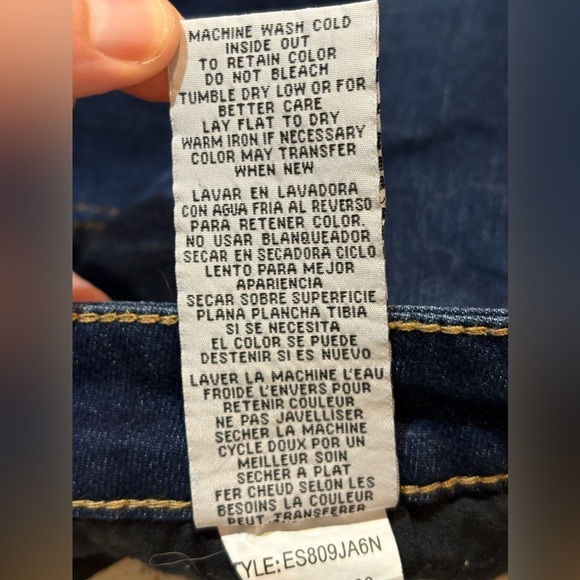 MACHINE WASH COLD
INSIDE OUT
TO RETAIN COLOR
DO NOT BLEACH
TUMBLE DRY LOW OR FOR
BETTER CARE
LAY FLAT TO DRY
WARM IRON IF NECESSARY
COLOR MAY TRANSFER
WHEN NEW
LAVAR EN LAVADORA
CON AGUA FRIA AL REVERSO
PARA RETENER COLOR.
NO USAR BLANQUEADOR
SECAR EN SECADORA CICLO
LENTO PARA MEJOR
APARIENCIA
SECAR SOBRE SUPERFICIE
PLANA PLANCHA TIBIA
SI SE NECESITA
EL COLOR SE PUEDE
DESTENIR SI ES NUEVO
LAVER LA MACHINE L'EAU
FROIDE L'ENVERS POUR
RETENIR COULEUR
NE PAS JAVELLISER
SECHER LA MACHINE
CYCLE DOUX POR UN
MEILLEUR SOIN
SECHER A PLAT
FER CHEUD SELON LES
BESOINS LA COULEUR
PEUT TRANSFERER
YLE:ES809JA6N